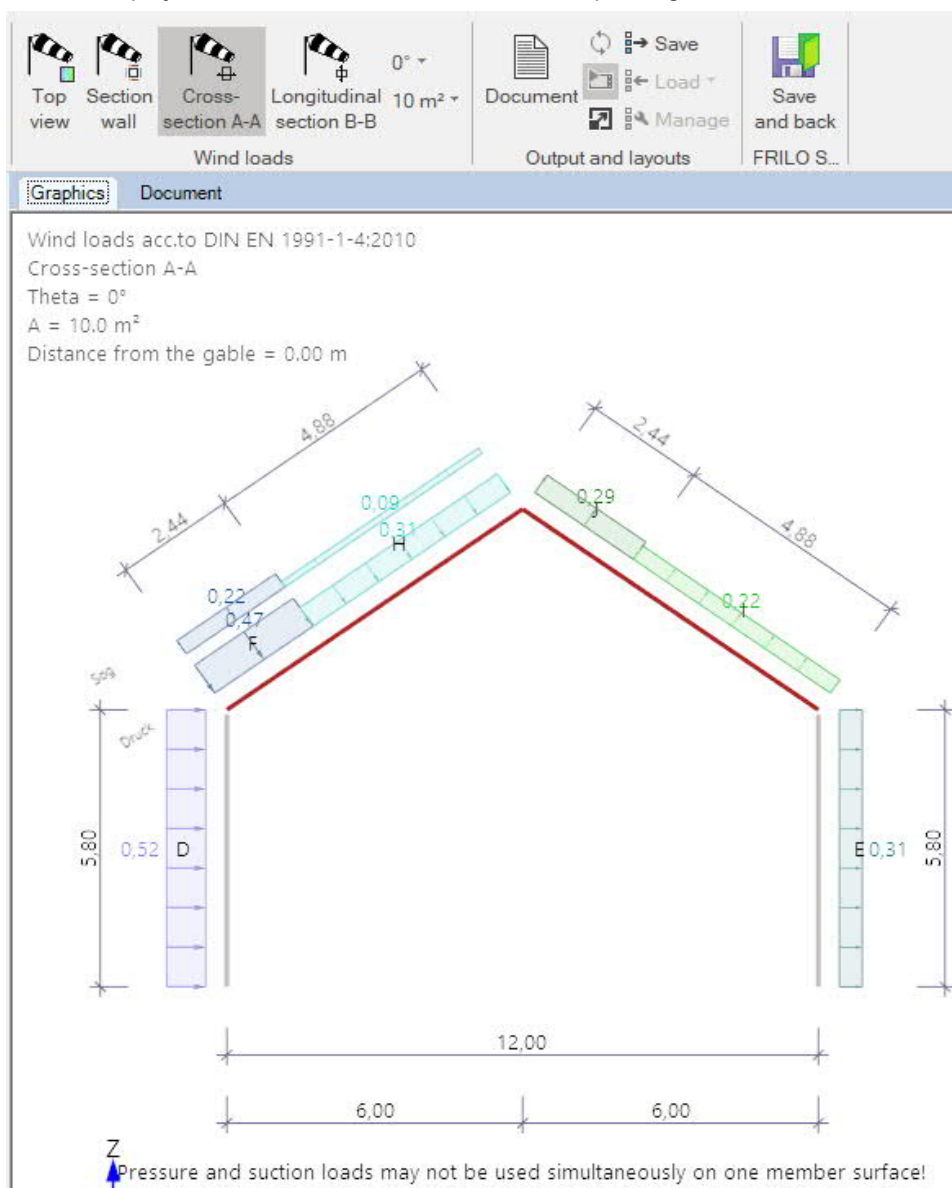 Top view
Section wall
Cross-section A-A
Longitudinal section B-B
0°
10 m²
Wind loads
Document
Save
Load
Manage
Output and layouts
Save and back
FRILO S...
Graphics
Document
Wind loads acc.to DIN EN 1991-1-4:2010
Cross-section A-A
Theta = 0°
A = 10.0 m²
Distance from the gable = 0.00 m
4,88
2,44
2,44
4,88
0,09
0,31
H
0,29
J
0,22
0,47
F
0,22
I
Sog
Druck
5,80
0,52
D
E
0,31
5,80
12,00
6,00
6,00
Z
Pressure and suction loads may not be used simultaneously on one member surface!